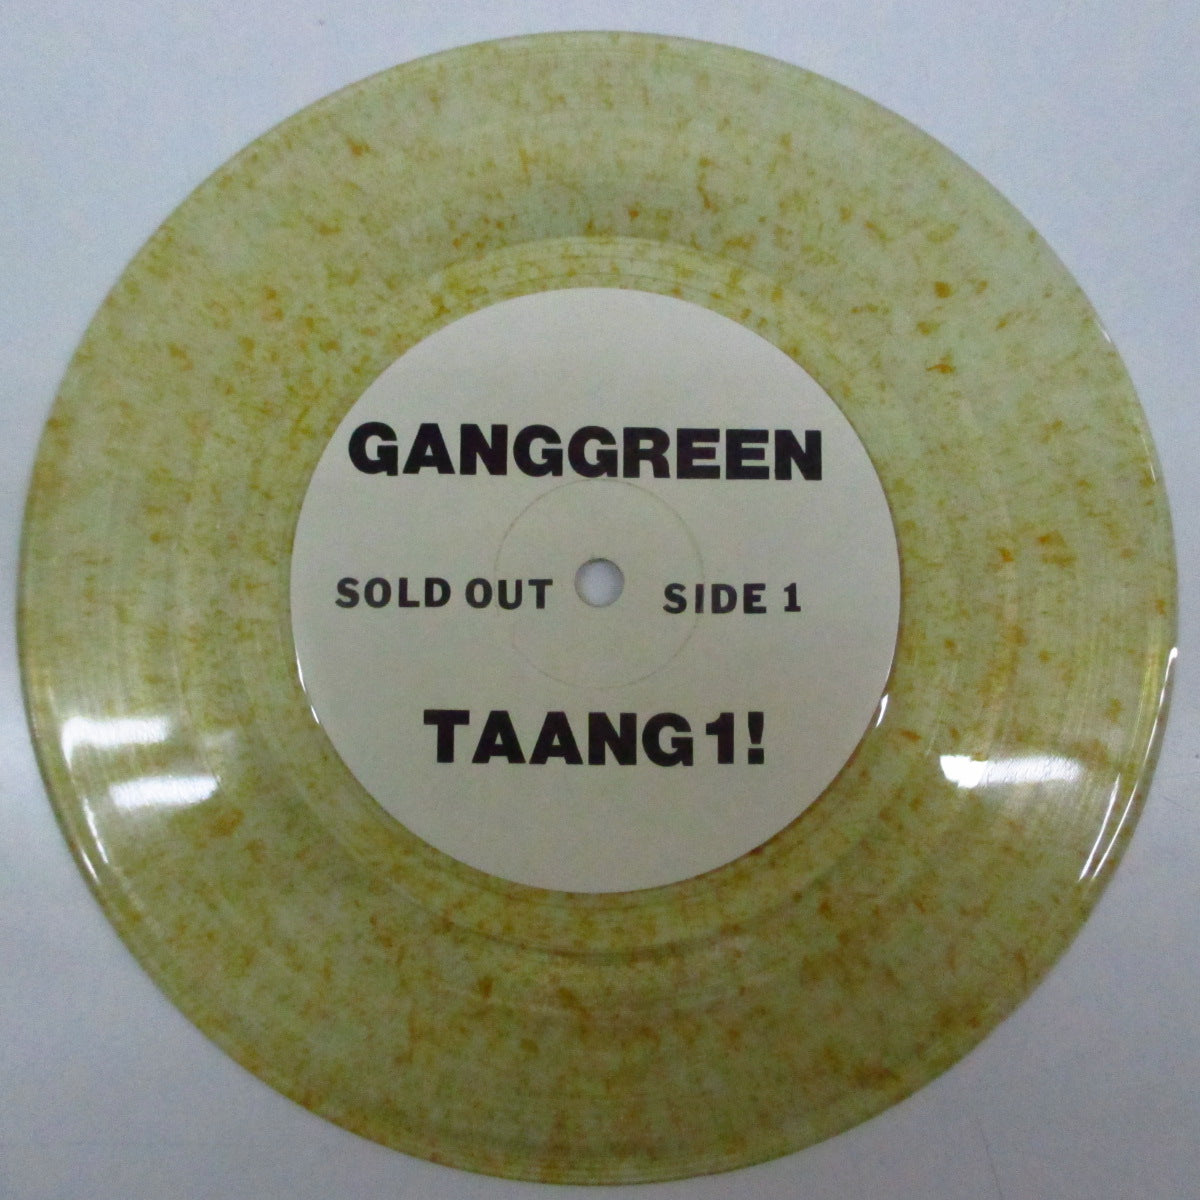 GANGGREEN
SOLD OUT SIDE 1
TAANG1!